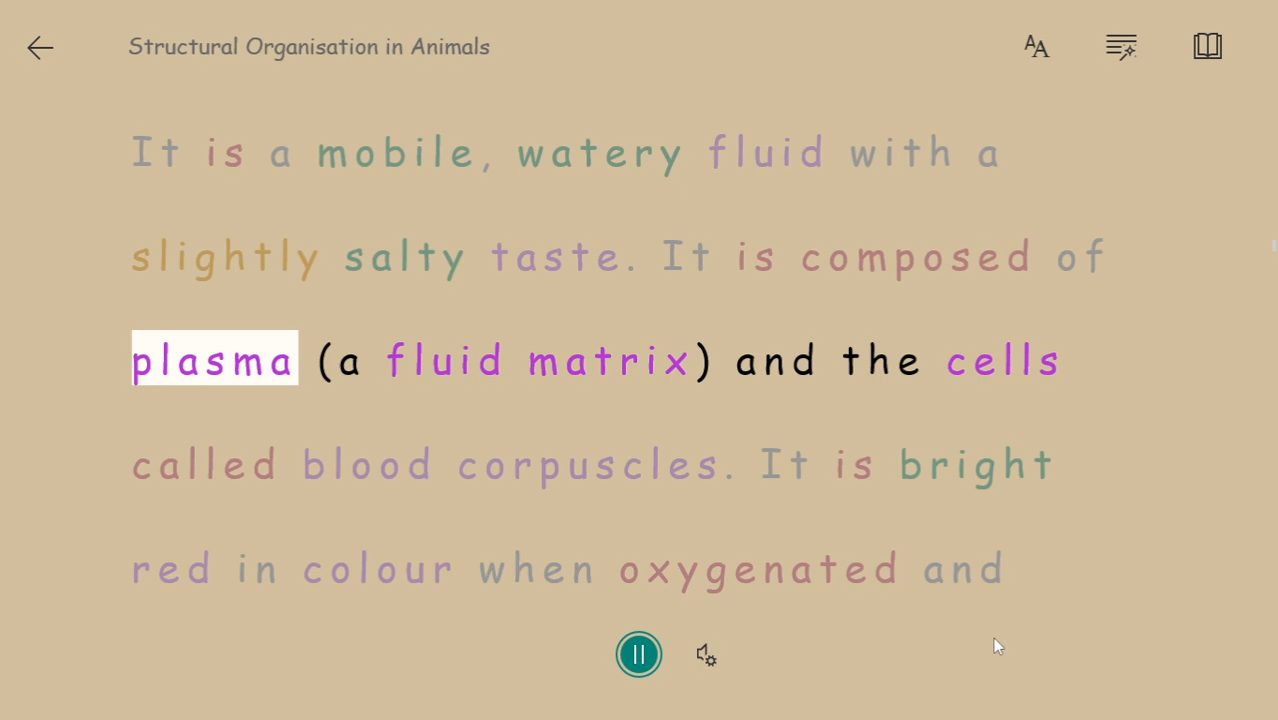 Structural Organisation in Animals
It is a mobile, watery fluid with a
slightly salty taste. It is composed of
plasma (a fluid matrix) and the cells
called blood corpuscles. It is bright
red in colour when oxygenated and